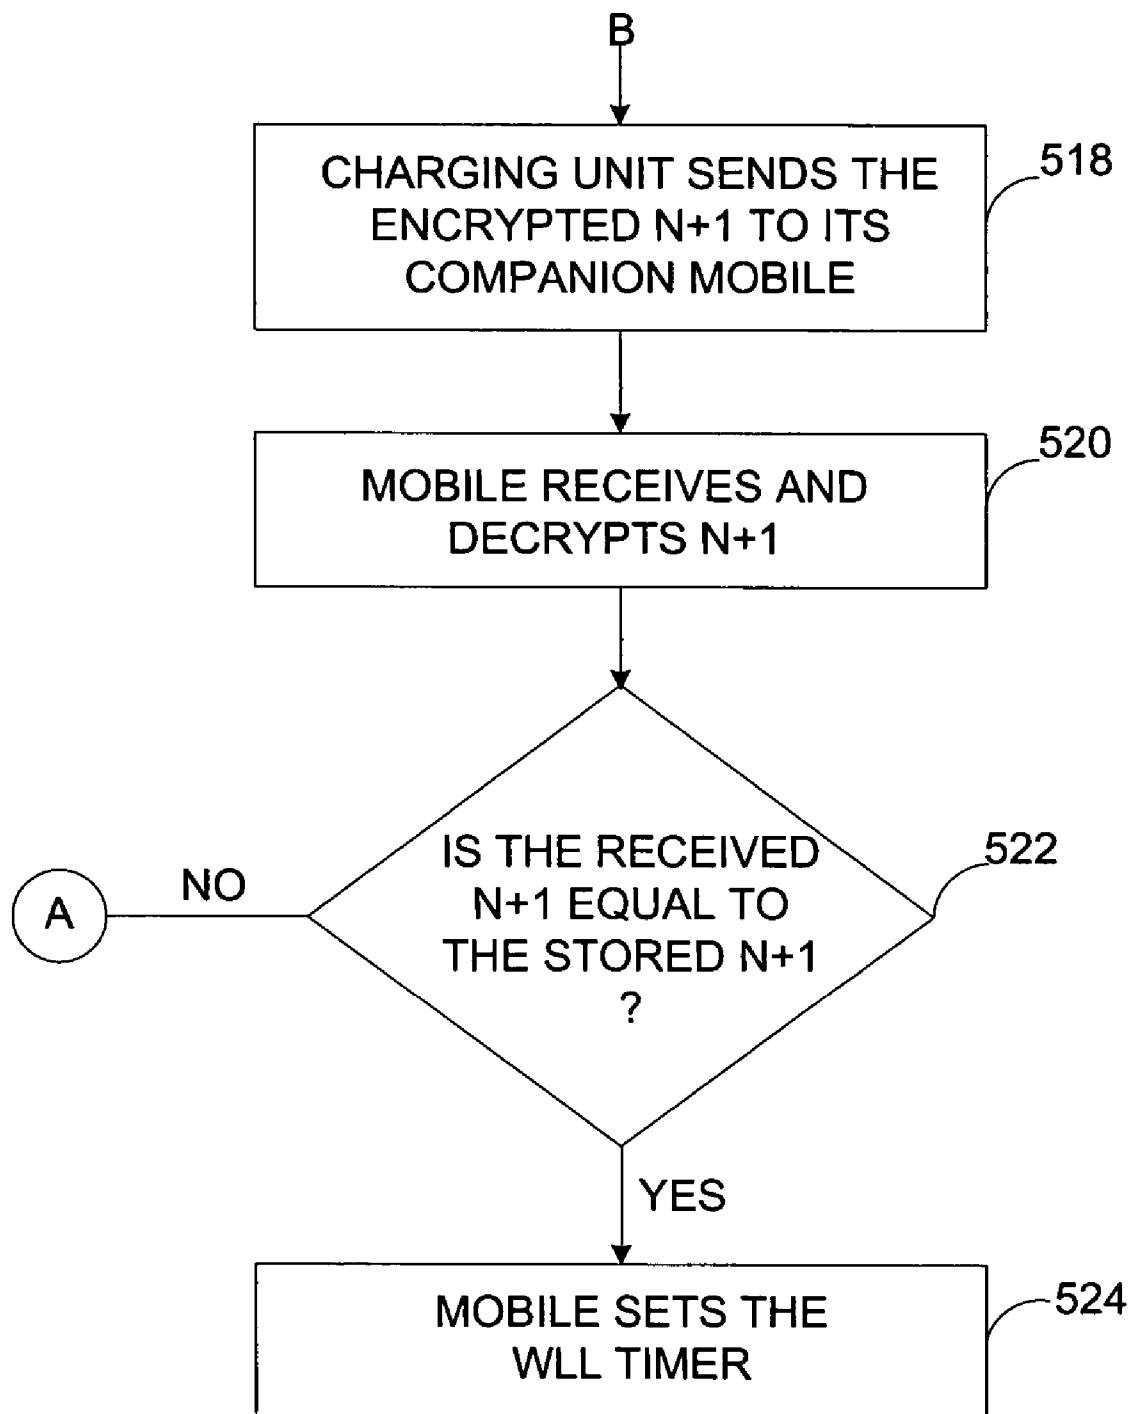 B
CHARGING UNIT SENDS THE
ENCRYPTED N+1 TO ITS
COMPANION MOBILE
518
MOBILE RECEIVES AND
DECRYPTS N+1
520
IS THE RECEIVED
N+1 EQUAL TO
THE STORED N+1
?
522
NO
A
YES
MOBILE SETS THE
WLL TIMER
524